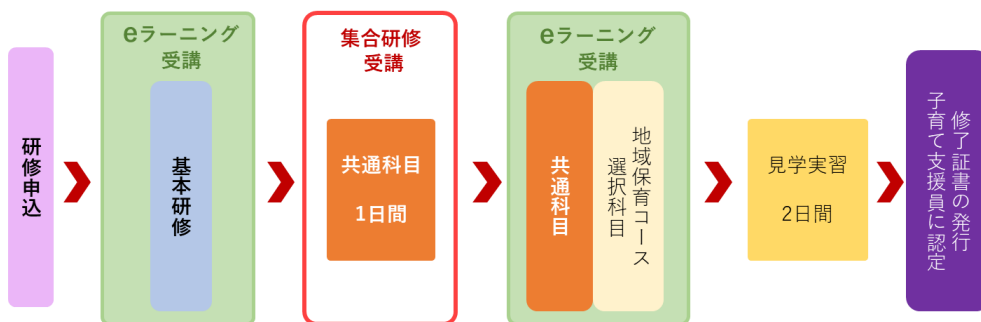 研修申込
eラーニング
受講
基本研修
集合研修
受講
共通科目
1日間
eラーニング
受講
共通科目
地域保育コース
選択科目
見学実習
2日間
修了証書の発行
子育て支援員に認定